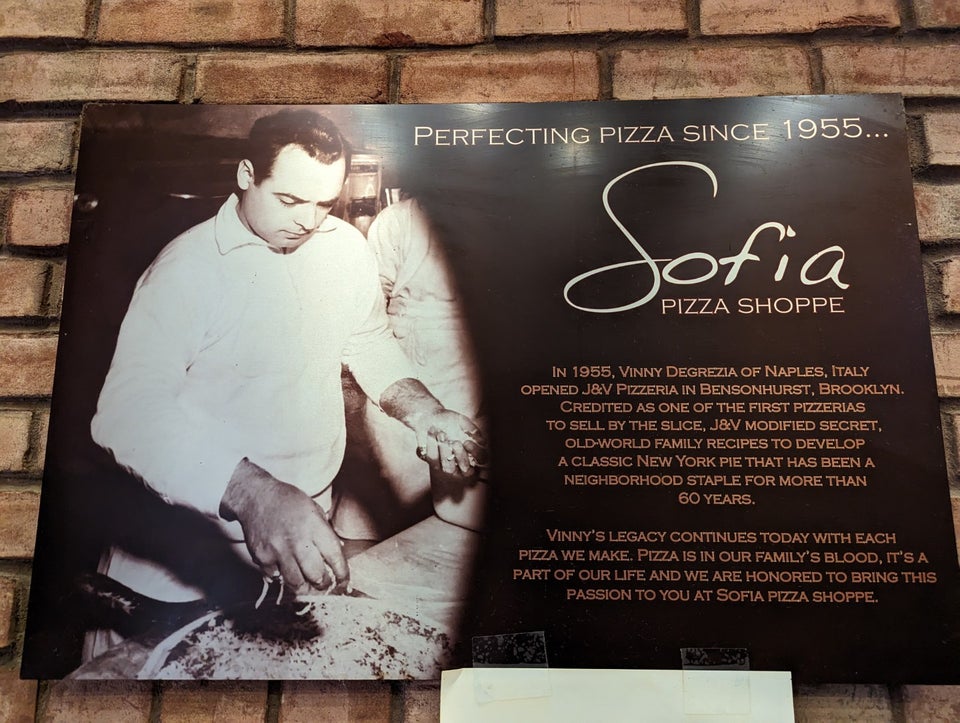 PERFECTING PIZZA SINCE 1955...
Sofia
PIZZA SHOPPE
IN 1955, VINNY DEGREZIA OF NAPLES, ITALY
OPENED J&V PIZZERIA IN BENSONHURST, BROOKLYN.
CREDITED AS ONE OF THE FIRST PIZZERIAS
TO SELL BY THE SLICE, J&V MODIFIED SECRET,
OLD-WORLD FAMILY RECIPES TO DEVELOP
A CLASSIC NEW YORK PIE THAT HAS BEEN A
NEIGHBORHOOD STAPLE FOR MORE THAN
60 YEARS.
VINNY'S LEGACY CONTINUES TODAY WITH EACH
PIZZA WE MAKE. PIZZA IS IN OUR FAMILY'S BLOOD, IT'S A
PART OF OUR LIFE AND WE ARE HONORED TO BRING THIS
PASSION TO YOU AT SOFIA PIZZA SHOPPE.